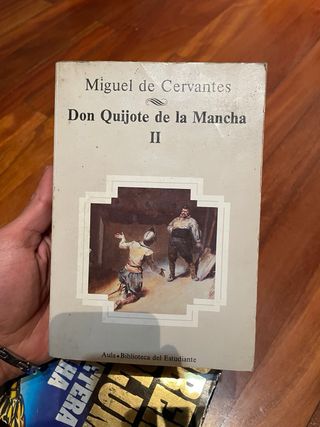 Miguel de Cervantes
Don Quijote de la Mancha
II
Aula • Biblioteca del Estudiante